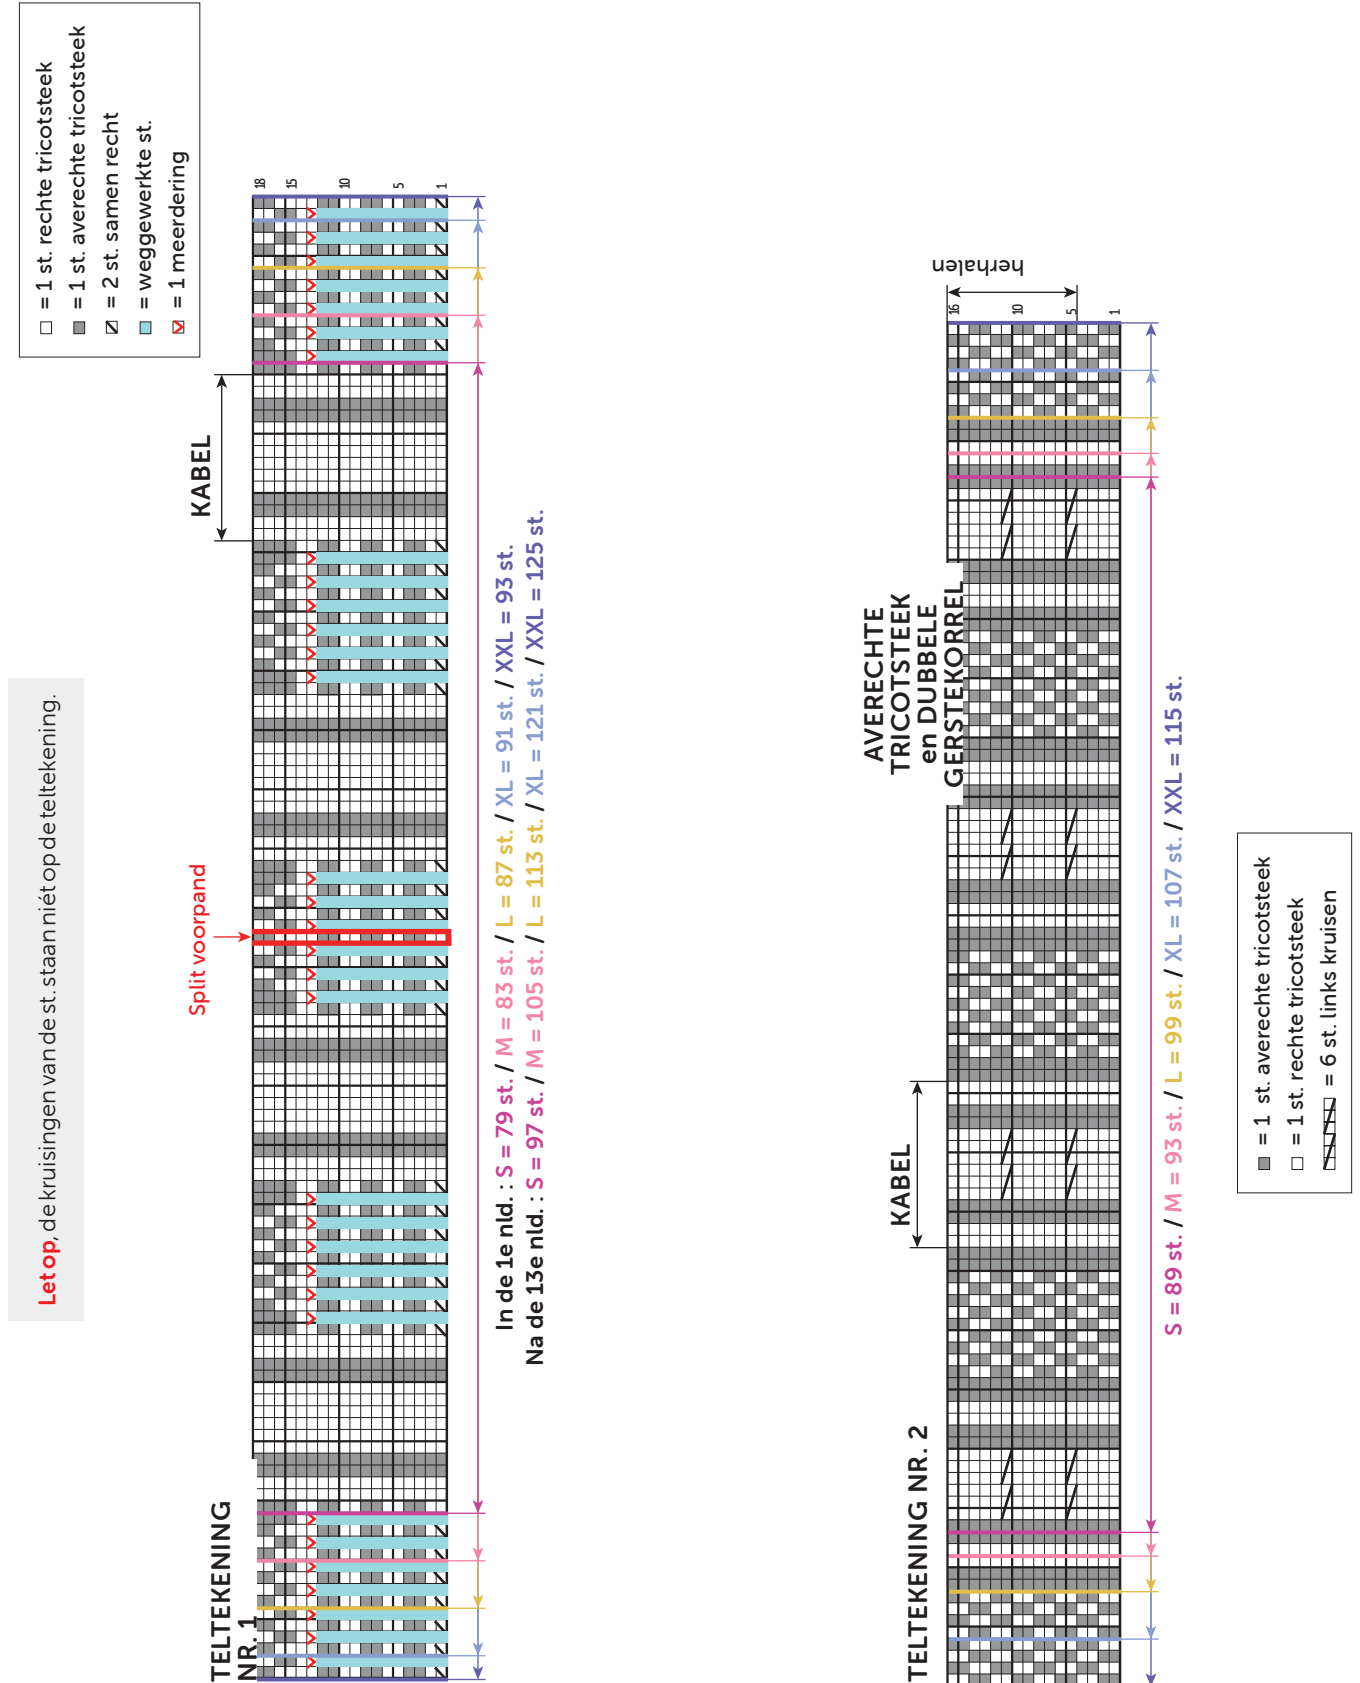 Let op, de kruisingen van de st. staan niét op de teltekening.
= 1 st. rechte tricotsteek
= 1 st. averechte tricotsteek
= 2 st. samen recht
= weggewerkte st.
= 1 meerdering
TELTEKENING
NR. 1
Split voorpand
KABEL
18
15
10
5
1
In de 1e nld. : S = 79 st. / M = 83 st. / L = 87 st. / XL = 91 st. / XXL = 93 st.
Na de 13e nld. : S = 97 st. / M = 105 st. / L = 113 st. / XL = 121 st. / XXL = 125 st.
TELTEKENING NR. 2
KABEL
AVERECHTE
TRICOTSTEEK
en DUBBELE
GERSTEKORREL
herhalen
16
10
5
1
S = 89 st. / M = 93 st. / L = 99 st. / XL = 107 st. / XXL = 115 st.
= 1 st. averechte tricotsteek
= 1 st. rechte tricotsteek
= 6 st. links kruisen